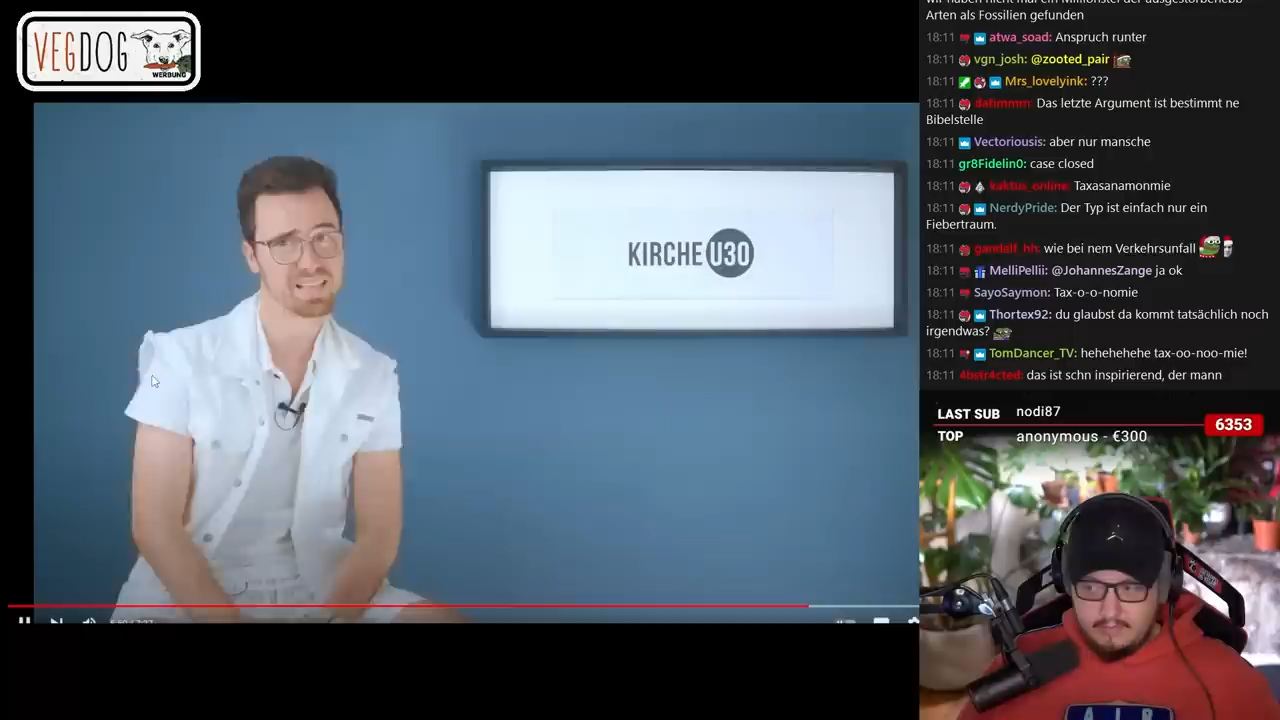 VEGDOG
WERBUNG
KIRCHE U30
Arten als Fossilien gefunden
18:11 atwa_soad: Anspruch runter
18:11 vgn_josh: @zooted_pair
18:11 Mrs_lovelyink: ???
18:11 datimmm: Das letzte Argument ist bestimmt ne
Bibelstelle
18:11 Vectoriousis: aber nur mansche
gr8Fidelin0: case closed
18:11 kaktus_online: Taxasanamonmie
18:11 NerdyPride: Der Typ ist einfach nur ein
Fiebertraum.
18:11 gandalf_hh: wie bei nem Verkehrsunfall
18:11 MelliPellii: @JohannesZange ja ok
18:11 SayoSaymon: Tax-o-o-nomie
18:11 Thortex92: du glaubst da kommt tatsächlich noch
irgendwas?
18:11 TomDancer_TV: hehehehehe tax-oo-noo-mie!
18:11 4bstr4cted: das ist schn inspirierend, der mann
LAST SUB nodi87
6353
TOP anonymous - €300